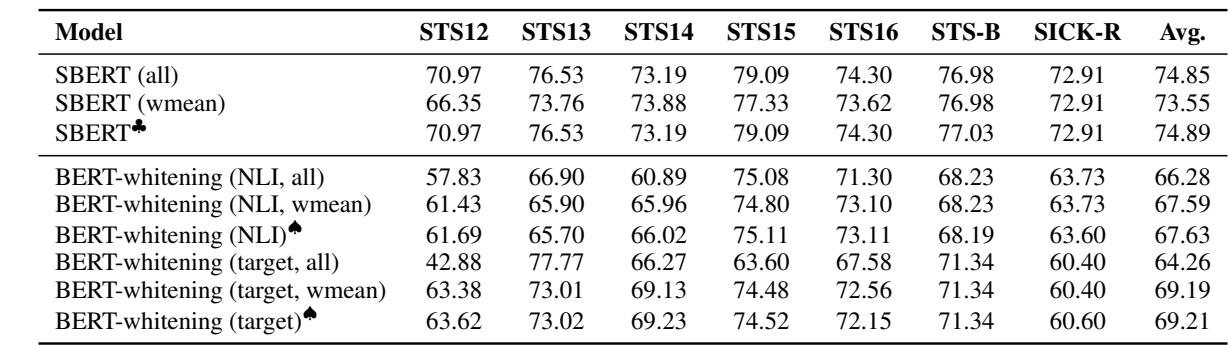 Model STS12 STS13 STS14 STS15 STS16 STS-B SICK-R Avg.
SBERT (all) 70.97 76.53 73.19 79.09 74.30 76.98 72.91 74.85
SBERT (wmean) 66.35 73.76 73.88 77.33 73.62 76.98 72.91 73.55
SBERT♣ 70.97 76.53 73.19 79.09 74.30 77.03 72.91 74.89
BERT-whitening (NLI, all) 57.83 66.90 60.89 75.08 71.30 68.23 63.73 66.28
BERT-whitening (NLI, wmean) 61.43 65.90 65.96 74.80 73.10 68.23 63.73 67.59
BERT-whitening (NLI)♠ 61.69 65.70 66.02 75.11 73.11 68.19 63.60 67.63
BERT-whitening (target, all) 42.88 77.77 66.27 63.60 67.58 71.34 60.40 64.26
BERT-whitening (target, wmean) 63.38 73.01 69.13 74.48 72.56 71.34 60.40 69.19
BERT-whitening (target)♠ 63.62 73.02 69.23 74.52 72.15 71.34 60.60 69.21